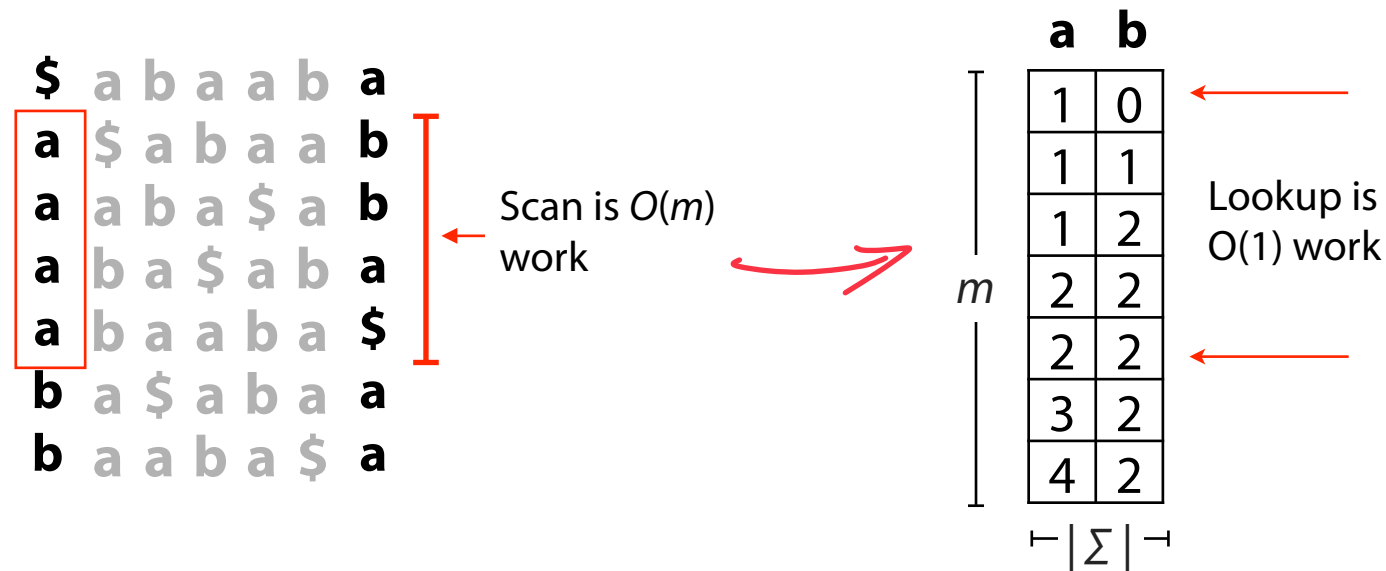 $ a b a a b a
a $ a b a a b
a a b a $ a b
a b a $ a b a
a b a a b a $
b a $ a b a a
b a a b a $ a
Scan is O(m)
work
a b
1 0
1 1
1 2
2 2
2 2
3 2
4 2
m
|Σ|
Lookup is
O(1) work